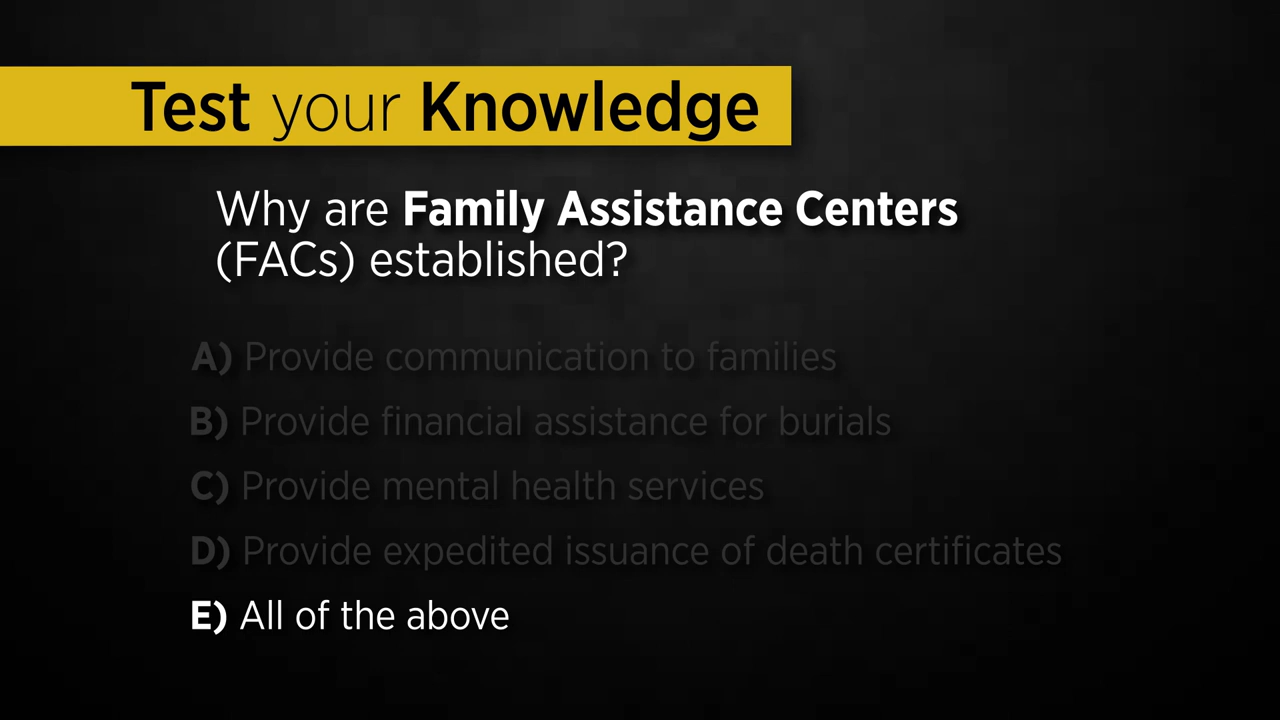 Test your Knowledge
Why are Family Assistance Centers
(FACs) established?
A) Provide communication to families
B) Provide financial assistance for burials
C) Provide mental health services
D) Provide expedited issuance of death certificates
E) All of the above